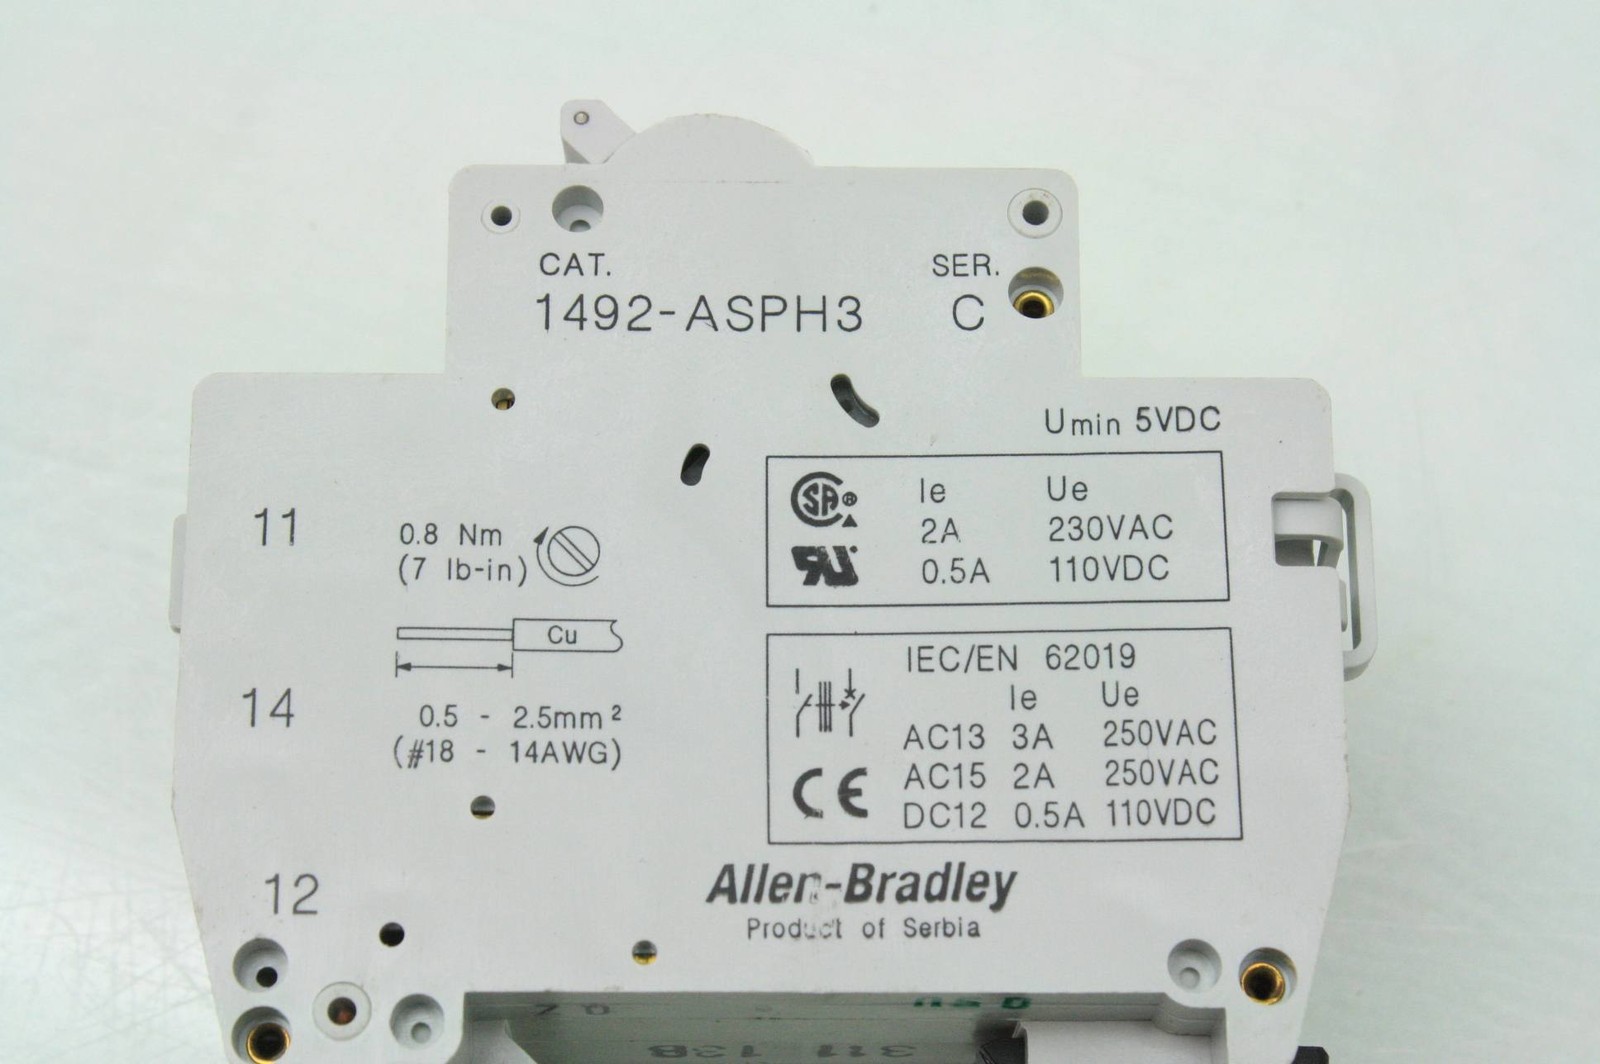 CAT. SER.
1492-ASPH3 C
Umin 5VDC
11
0.8 Nm
(7 lb-in)
Cu
14
0.5 - 2.5mm²
(#18 - 14AWG)
12
SA®
Ie Ue
2A 230VAC
0.5A 110VDC
IEC/EN 62019
Ie Ue
AC13 3A 250VAC
AC15 2A 250VAC
DC12 0.5A 110VDC
CE
Allen-Bradley
Product of Serbia